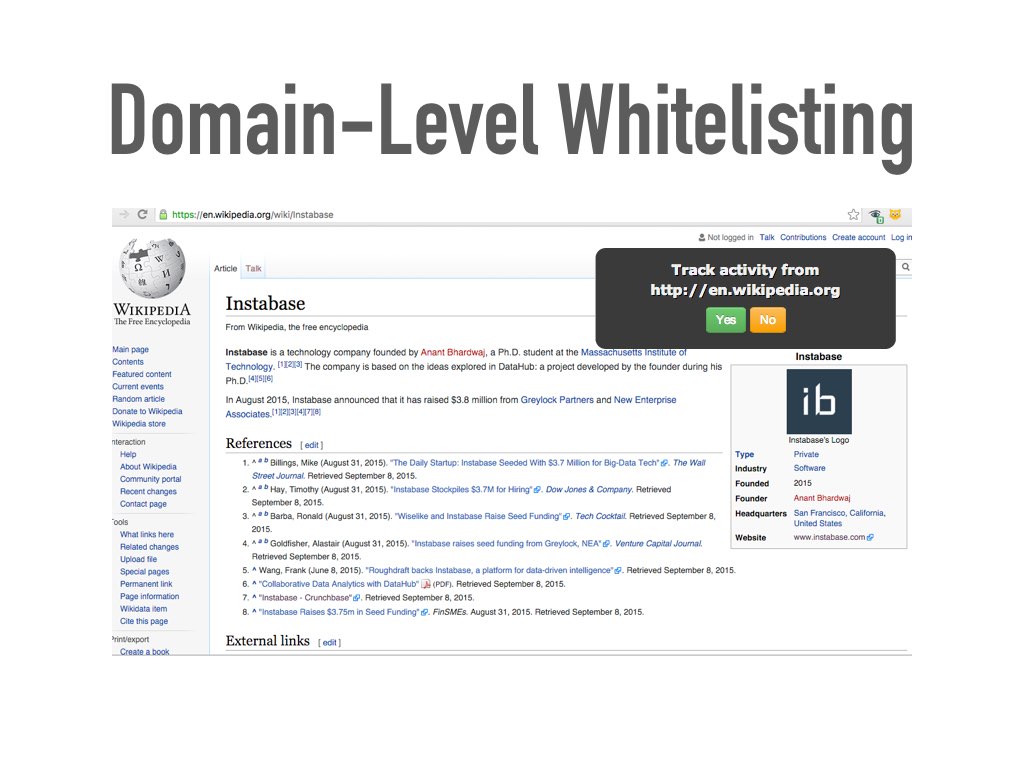 Domain-Level Whitelisting
https://en.wikipedia.org/wiki/Instabase
Not logged in Talk Contributions Create account Log in
Article Talk
Track activity from
http://en.wikipedia.org
Yes No
WIKIPEDIA
The Free Encyclopedia
Main page
Contents
Featured content
Current events
Random article
Donate to Wikipedia
Wikipedia store
Interaction
Help
About Wikipedia
Community portal
Recent changes
Contact page
Tools
What links here
Related changes
Upload file
Special pages
Permanent link
Page information
Wikidata item
Cite this page
Print/export
Create a book
Instabase
From Wikipedia, the free encyclopedia
Instabase is a technology company founded by Anant Bhardwaj, a Ph.D. student at the Massachusetts Institute of
Technology. [1][2][3] The company is based on the ideas explored in DataHub: a project developed by the founder during his
Ph.D.[4][5][6]
In August 2015, Instabase announced that it has raised $3.8 million from Greylock Partners and New Enterprise
Associates.[1][2][3][4][7][8]
References [ edit ]
1. ^ a b Billings, Mike (August 31, 2015). "The Daily Startup: Instabase Seeded With $3.7 Million for Big-Data Tech". The Wall
Street Journal. Retrieved September 8, 2015.
2. ^ a b Hay, Timothy (August 31, 2015). "Instabase Stockpiles $3.7M for Hiring". Dow Jones & Company. Retrieved
September 8, 2015.
3. ^ a b Barba, Ronald (August 31, 2015). "Wiselike and Instabase Raise Seed Funding". Tech Cocktail. Retrieved September 8,
2015.
4. ^ a b Goldfisher, Alastair (August 31, 2015). "Instabase raises seed funding from Greylock, NEA". Venture Capital Journal.
Retrieved September 8, 2015.
5. ^ Wang, Frank (June 8, 2015). "Roughdraft backs Instabase, a platform for data-driven intelligence". Retrieved September 8, 2015.
6. ^ "Collaborative Data Analytics with DataHub" (PDF). Retrieved September 8, 2015.
7. ^ "Instabase - Crunchbase". Retrieved September 8, 2015.
8. ^ "Instabase Raises $3.75m in Seed Funding". FinSMEs. August 31, 2015. Retrieved September 8, 2015.
External links [ edit ]
Instabase
ib
Instabase's Logo
Type Private
Industry Software
Founded 2015
Founder Anant Bhardwaj
Headquarters San Francisco, California,
United States
Website www.instabase.com